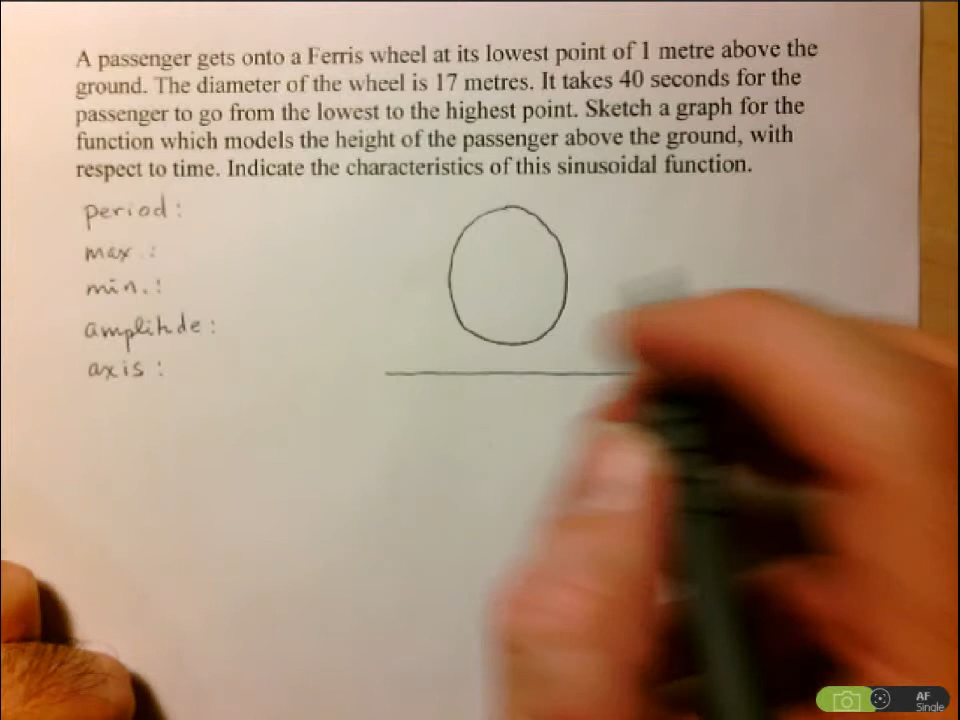 A passenger gets onto a Ferris wheel at its lowest point of 1 metre above the
ground. The diameter of the wheel is 17 metres. It takes 40 seconds for the
passenger to go from the lowest to the highest point. Sketch a graph for the
function which models the height of the passenger above the ground, with
respect to time. Indicate the characteristics of this sinusoidal function.
period :
max . :
min. :
amplitude :
axis :
AF
Single